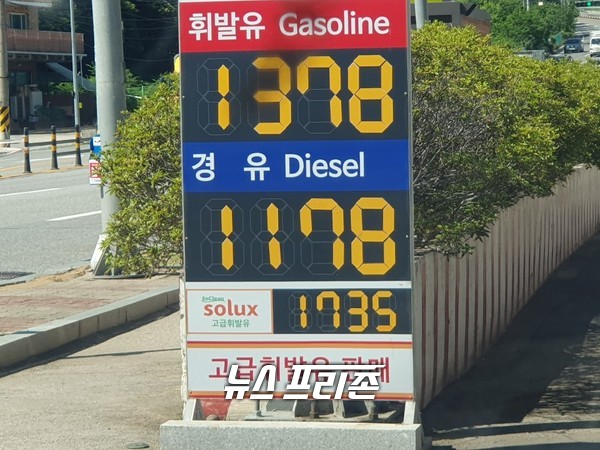 휘발유 Gasoline
1378
경 유 Diesel
1178
solux
고급휘발유
1735
고급휘발유 판매
뉴스 프리존